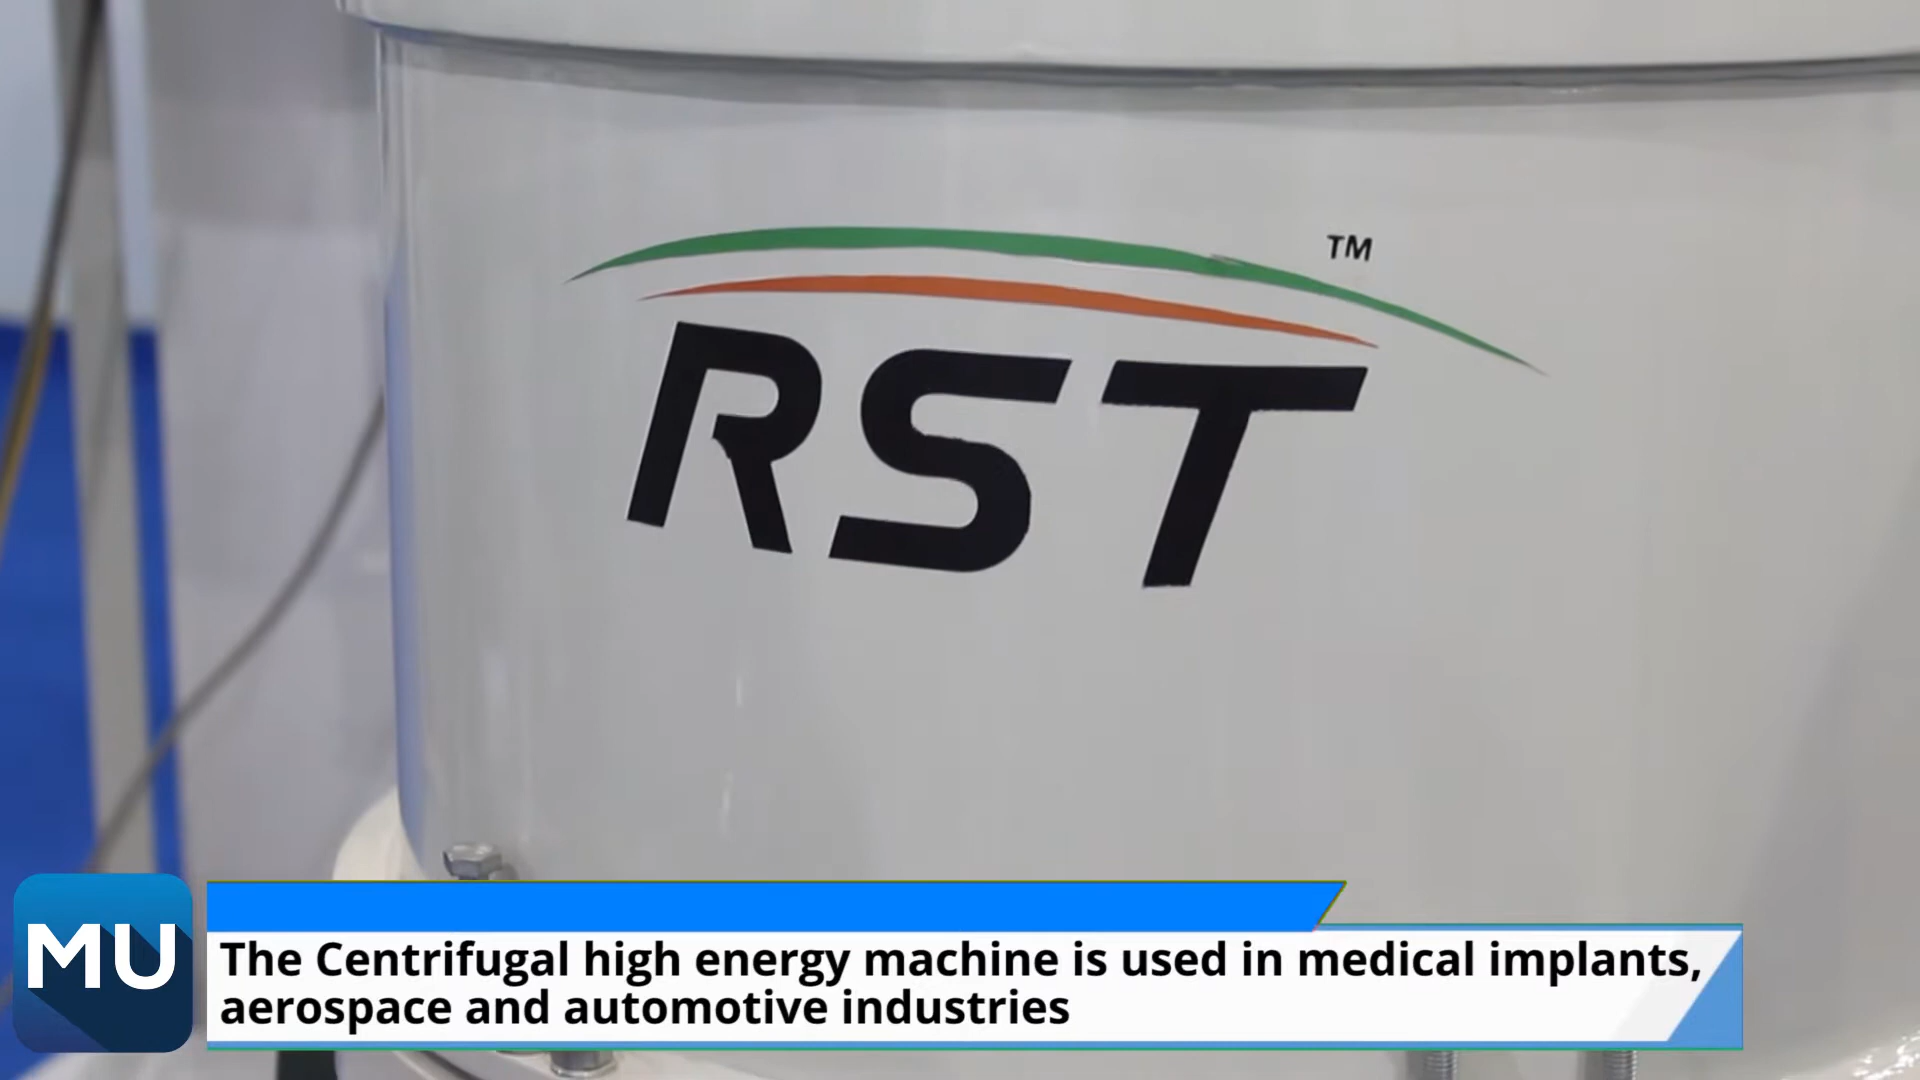 TM
RST
MU
The Centrifugal high energy machine is used in medical implants,
aerospace and automotive industries